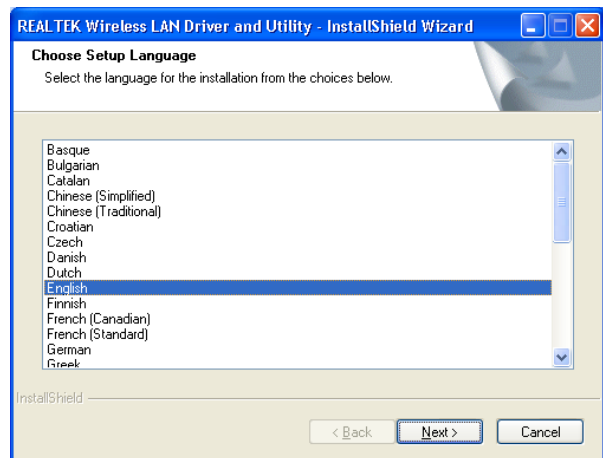 REALTEK Wireless LAN Driver and Utility - InstallShield Wizard
Choose Setup Language
Select the language for the installation from the choices below.
Basque
Bulgarian
Catalan
Chinese (Simplified)
Chinese (Traditional)
Croatian
Czech
Danish
Dutch
English
Finnish
French (Canadian)
French (Standard)
German
Greek
InstallShield
< Back Next > Cancel